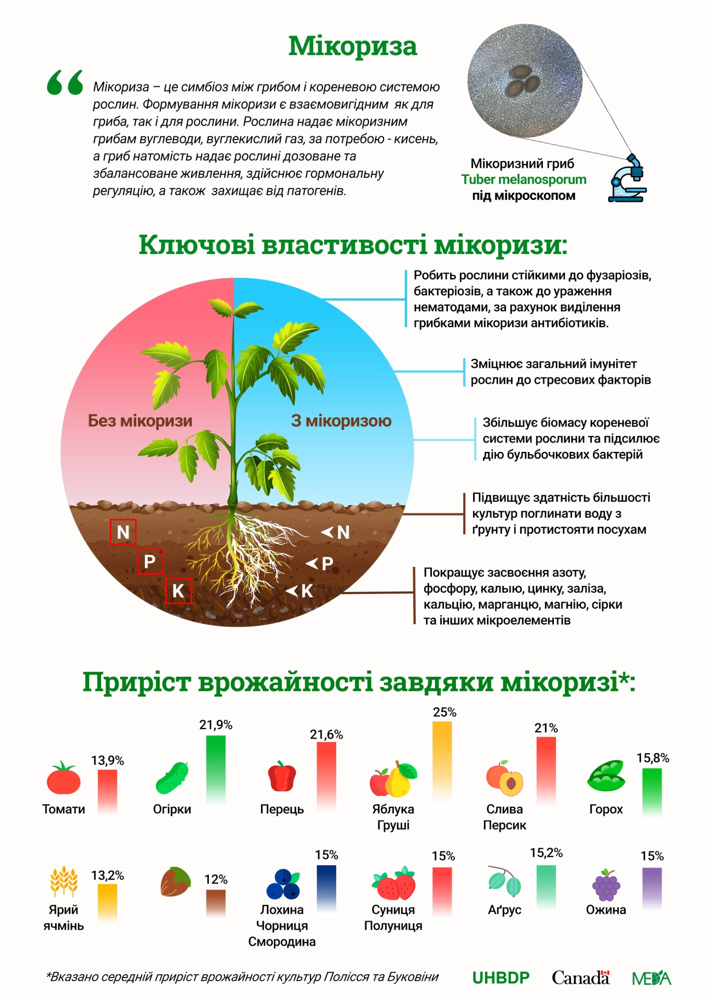 Мікориза
Мікориза – це симбіоз між грибом і кореневою системою
рослин. Формування мікоризи є взаємовигідним як для
гриба, так і для рослини. Рослина надає мікоризним
грибам вуглеводи, вуглекислий газ, за потребою - кисень,
а гриб натомість надає рослині дозоване та
збалансоване живлення, здійснює гормональну
регуляцію, а також захищає від патогенів.
Мікоризний гриб
Tuber melanosporum
під мікроскопом
Ключові властивості мікоризи:
Робить рослини стійкими до фузаріозів,
бактеріозів, а також до ураження
нематодами, за рахунок виділення
грибками мікоризи антибіотиків.
Зміцнює загальний імунітет
рослин до стресових факторів
Без мікоризи
З мікоризою
Збільшує біомасу кореневої
системи рослини та підсилює
дію бульбочкових бактерій
Підвищує здатність більшості
культур поглинати воду з
ґрунту і протистояти посухам
N
N
P
P
K
K
Покращує засвоєння азоту,
фосфору, калыю, цинку, заліза,
кальцію, марганцю, магнію, сірки
та інших мікроелементів
Приріст врожайності завдяки мікоризі*:
13,9%
Томати
21,9%
Огірки
21,6%
Перець
25%
Яблука
Груші
21%
Слива
Персик
15,8%
Горох
13,2%
Ярий
ячмінь
12%
15%
Лохина
Чорниця
Смородина
15%
Суниця
Полуниця
15,2%
Аґрус
15%
Ожина
*Вказано середній приріст врожайності культур Полісся та Буковіни
UHBDP
Canada
MEDA